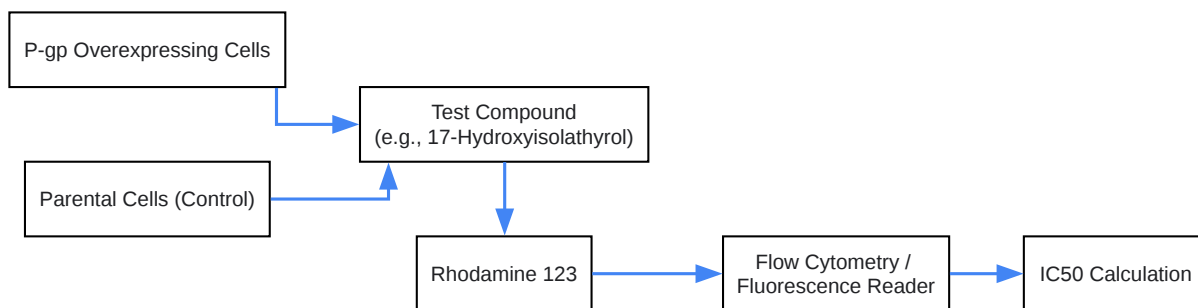 P-gp Overexpressing Cells
Test Compound
(e.g., 17-Hydroxyisolathyrol)
Parental Cells (Control)
Rhodamine 123
Flow Cytometry /
Fluorescence Reader
IC50 Calculation